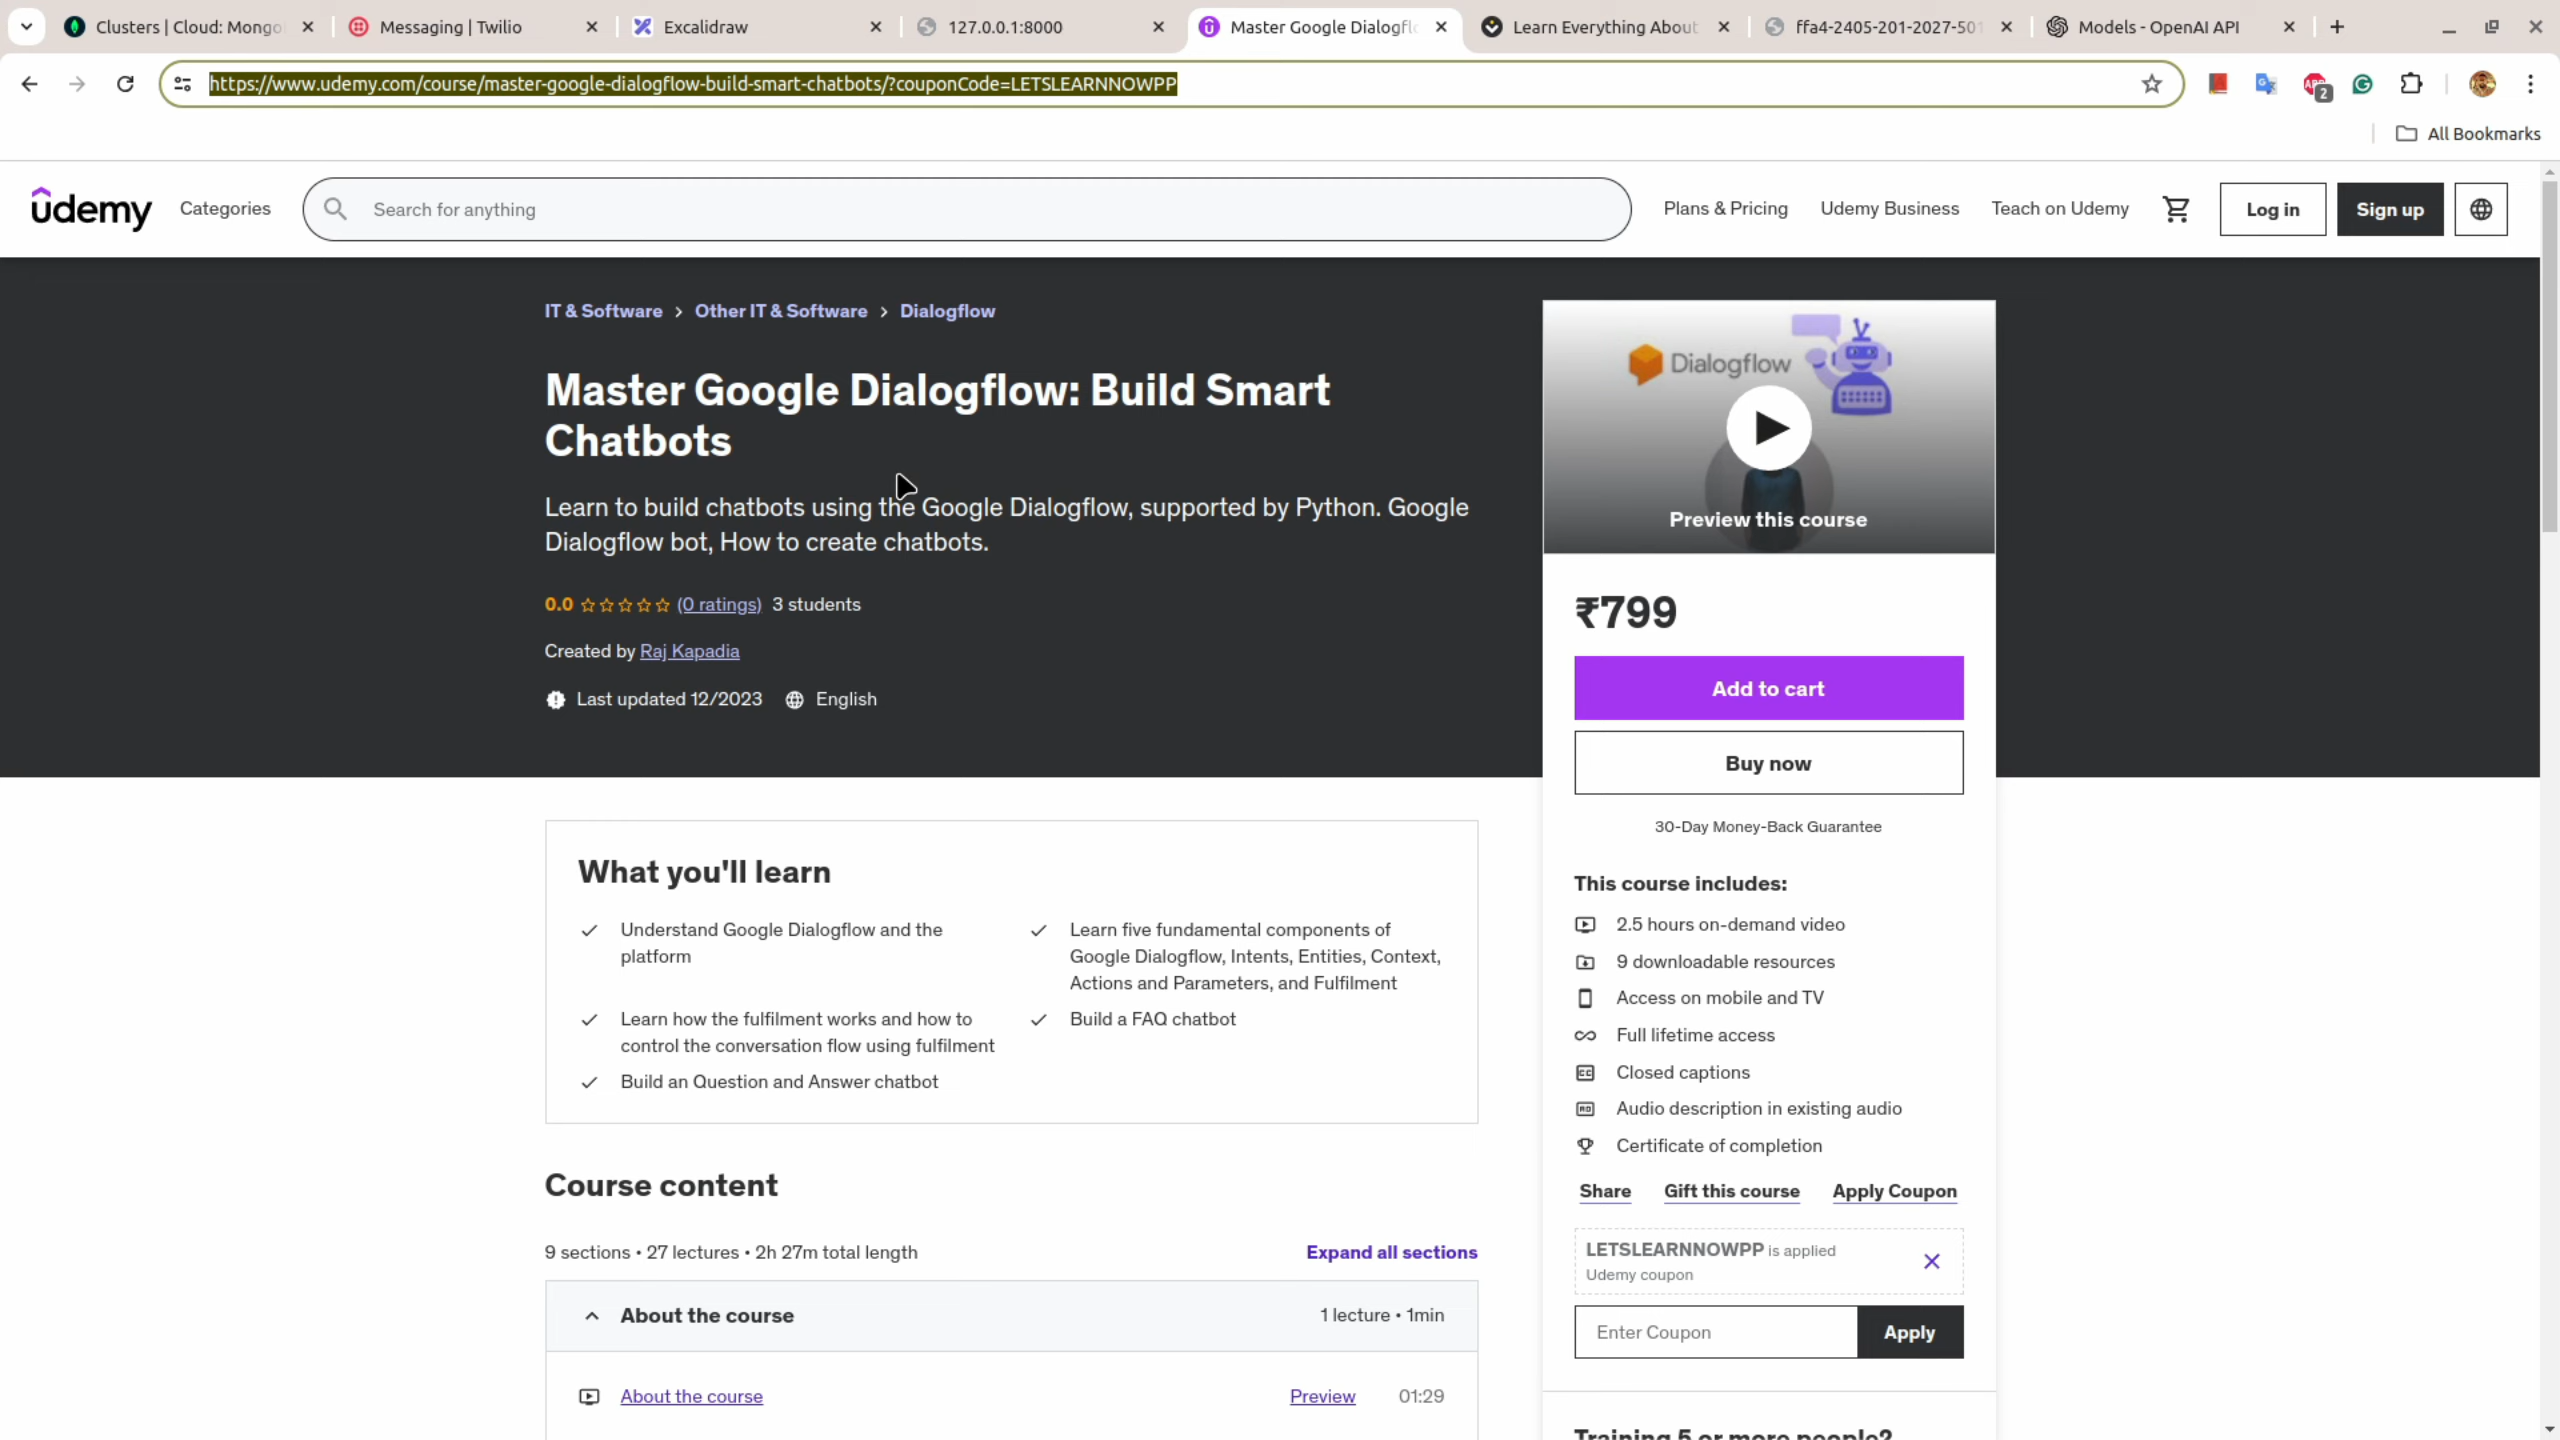 Clusters | Cloud: Mongo
Messaging | Twilio
Excalidraw
127.0.0.1:8000
Master Google Dialogfl
Learn Everything About
ffa4-2405-201-2027-501
Models - OpenAI API
https://www.udemy.com/course/master-google-dialogflow-build-smart-chatbots/?couponCode=LETSLEARNNOWPP
2
All Bookmarks
udemy
Categories
Search for anything
Plans & Pricing
Udemy Business
Teach on Udemy
Log in
Sign up
IT & Software > Other IT & Software > Dialogflow
Master Google Dialogflow: Build Smart
Chatbots
Learn to build chatbots using the Google Dialogflow, supported by Python. Google
Dialogflow bot, How to create chatbots.
0.0 (0 ratings) 3 students
Created by Raj Kapadia
Last updated 12/2023 English
Dialogflow
Preview this course
₹799
Add to cart
Buy now
30-Day Money-Back Guarantee
This course includes:
2.5 hours on-demand video
9 downloadable resources
Access on mobile and TV
Full lifetime access
Closed captions
Audio description in existing audio
Certificate of completion
Share Gift this course Apply Coupon
LETSLEARNNOWPP is applied
Udemy coupon
Enter Coupon
Apply
Training 5 or more people?
What you'll learn
Understand Google Dialogflow and the
platform
Learn five fundamental components of
Google Dialogflow, Intents, Entities, Context,
Actions and Parameters, and Fulfilment
Learn how the fulfilment works and how to
control the conversation flow using fulfilment
Build a FAQ chatbot
Build an Question and Answer chatbot
Course content
9 sections • 27 lectures • 2h 27m total length
Expand all sections
About the course
1 lecture • 1min
About the course
Preview
01:29